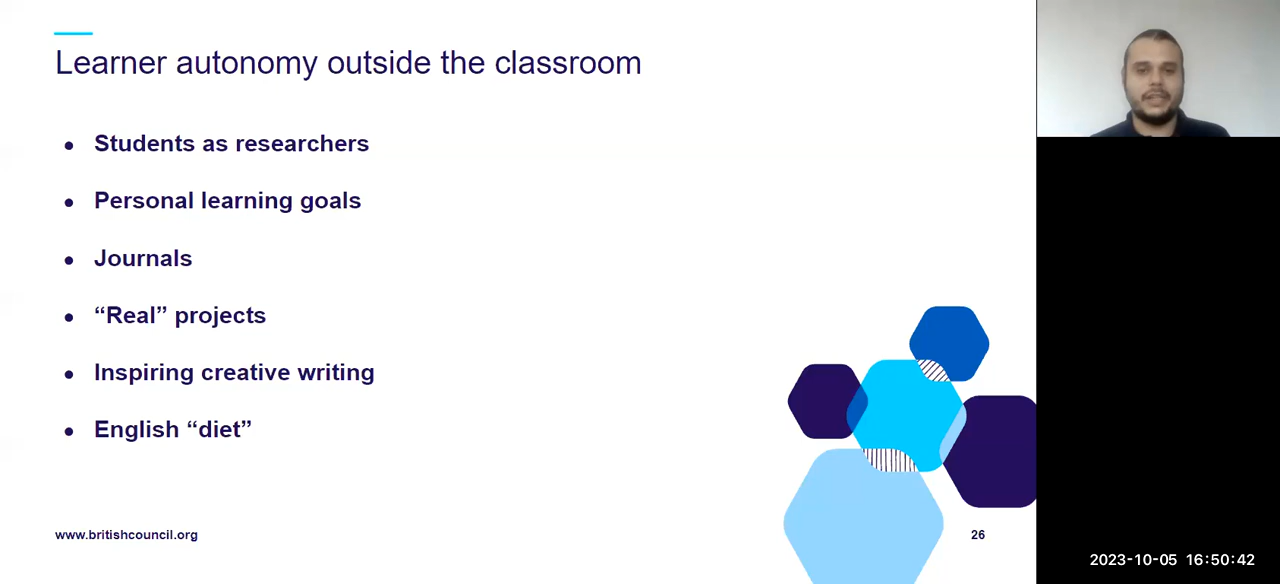 Learner autonomy outside the classroom
• Students as researchers
• Personal learning goals
• Journals
• “Real” projects
• Inspiring creative writing
• English “diet”
www.britishcouncil.org
26
2023-10-05 16:50:42